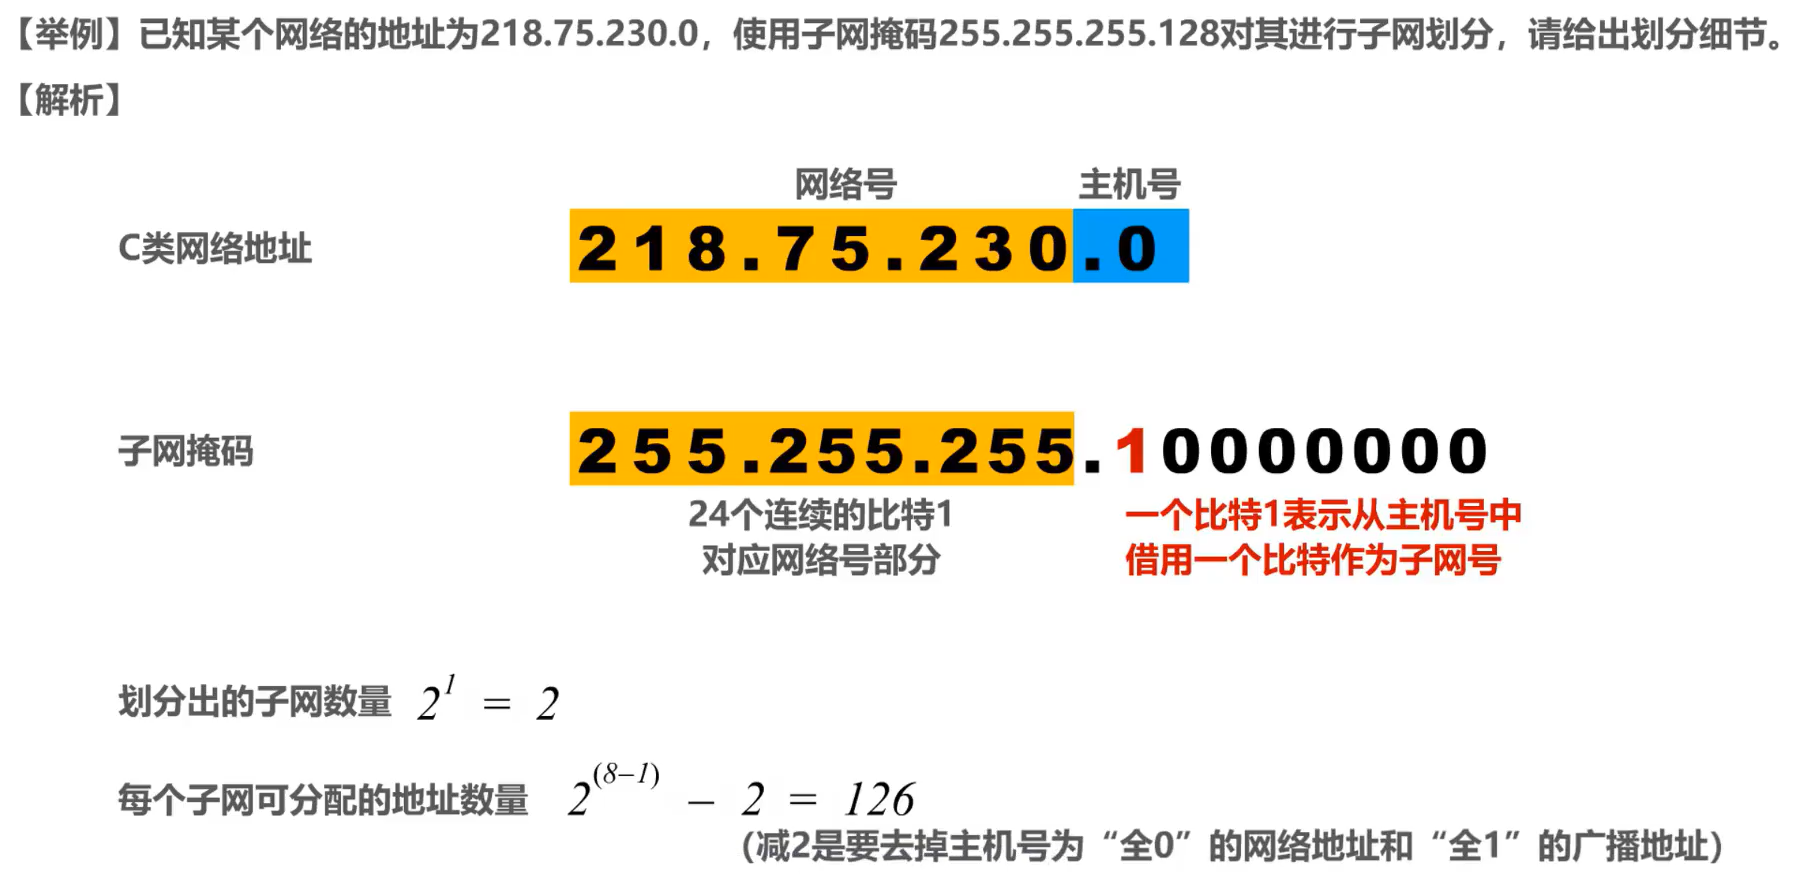 【举例】已知某个网络的地址为218.75.230.0，使用子网掩码255.255.255.128对其进行子网划分，请给出划分细节。
【解析】
网络号 主机号
C类网络地址 218.75.230.0
子网掩码 255.255.255.10000000
24个连续的比特1 一个比特1表示从主机号中
对应网络号部分 借用一个比特作为子网号
划分出的子网数量 2^1 = 2
每个子网可分配的地址数量 2^(8−1) − 2 = 126
（减2是要去掉主机号为“全0”的网络地址和“全1”的广播地址）